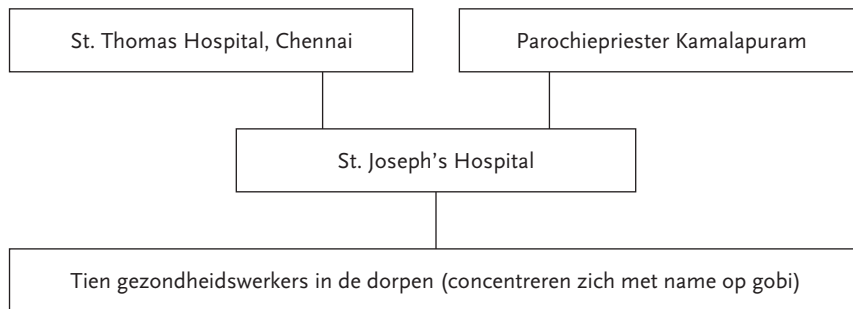 St. Thomas Hospital, Chennai
Parochiepriester Kamalapuram
St. Joseph’s Hospital
Tien gezondheidswerkers in de dorpen (concentreren zich met name op gobi)